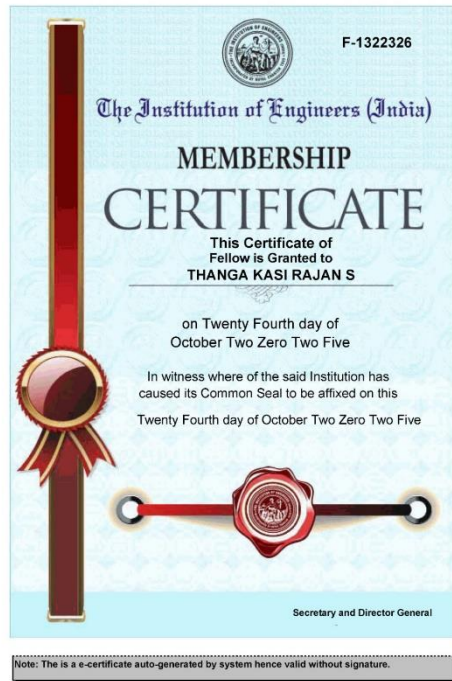 F-1322326
The Institution of Engineers (India)
MEMBERSHIP
CERTIFICATE
This Certificate of
Fellow is Granted to
THANGA KASI RAJAN S
on Twenty Fourth day of
October Two Zero Two Five
In witness where of the said Institution has
caused its Common Seal to be affixed on this
Twenty Fourth day of October Two Zero Two Five
Secretary and Director General
Note: The is a e-certificate auto-generated by system hence valid without signature.